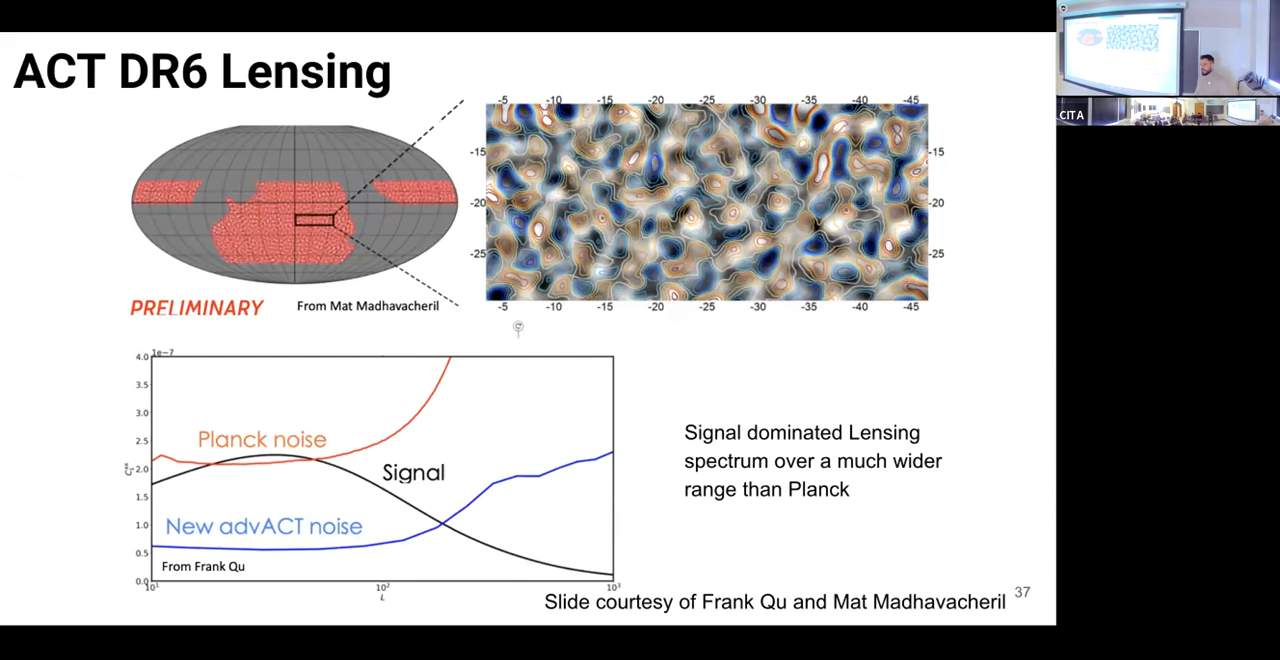 ACT DR6 Lensing
-5 -10 -15 -20 -25 -30 -35 -40 -45
-15 -15
-20 -20
-25 -25
-5 -10 -15 -20 -25 -30 -35 -40 -45
PRELIMINARY
From Mat Madhavacheril
CITA
1e-7
4.0
3.5
3.0
2.5
2.0
1.5
1.0
0.5
0.0
Planck noise
Signal
New advACT noise
From Frank Qu
10¹ 10² 10³
L
Signal dominated Lensing
spectrum over a much wider
range than Planck
37
Slide courtesy of Frank Qu and Mat Madhavacheril